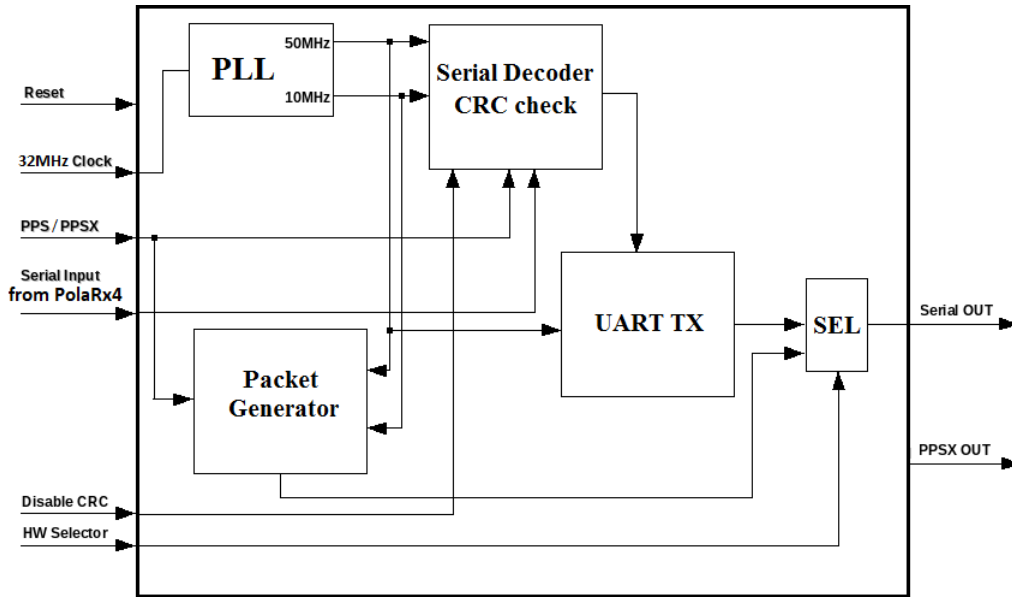 50MHz
PLL
10MHz
Serial Decoder
CRC check
Reset
32MHz Clock
PPS / PPSX
Serial Input
from PolaRx4
UART TX
SEL
Serial OUT
Packet
Generator
PPSX OUT
Disable CRC
HW Selector